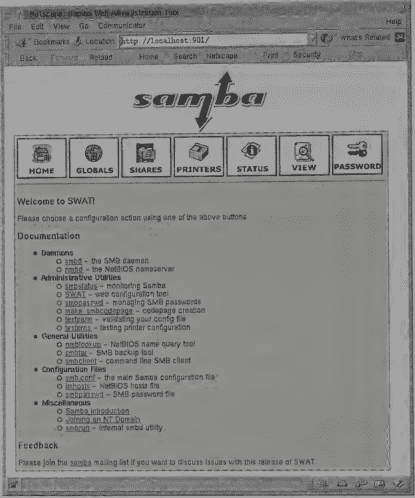 Netscape: Samba Web Administration Tool
File Edit View Go Communicator Help
Bookmarks Location: http://localhost:901/ What's Related
Back Forward Reload Home Search Netscape Print Security
samba
HOME GLOBALS SHARES PRINTERS STATUS VIEW PASSWORD
Welcome to SWAT!
Please choose a configuration action using one of the above buttons
Documentation
Daemons
smbd - the SMB daemon
nmbd - the NetBIOS nameserver
Administrative Utilities
smbstatus - monitoring Samba
SWAT - web configuration tool
smbpasswd - managing SMB passwords
make_smbcodepage - codepage creation
testparm - validating your config file
testprns - testing printer configuration
General Utilities
nmblookup - NetBIOS name query tool
smbtar - SMB backup tool
smbclient - command line SMB client
Configuration Files
smb.conf - the main Samba configuration file
lmhosts - NetBIOS hosts file
smbpasswd - SMB password file
Miscellaneous
Samba introduction
Joining an NT Domain
smbrun - internal smbd utility
Feedback
Please join the samba mailing list if you want to discuss issues with this release of SWAT.